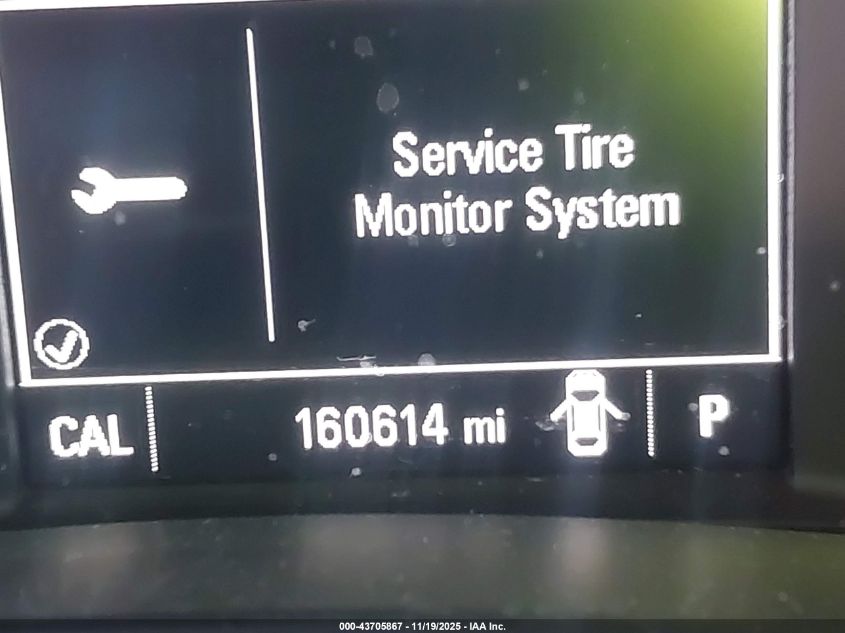 Service Tire
Monitor System
CAL
160614 mi
P
000-43705867 - 11/19/2025 - IAA Inc.